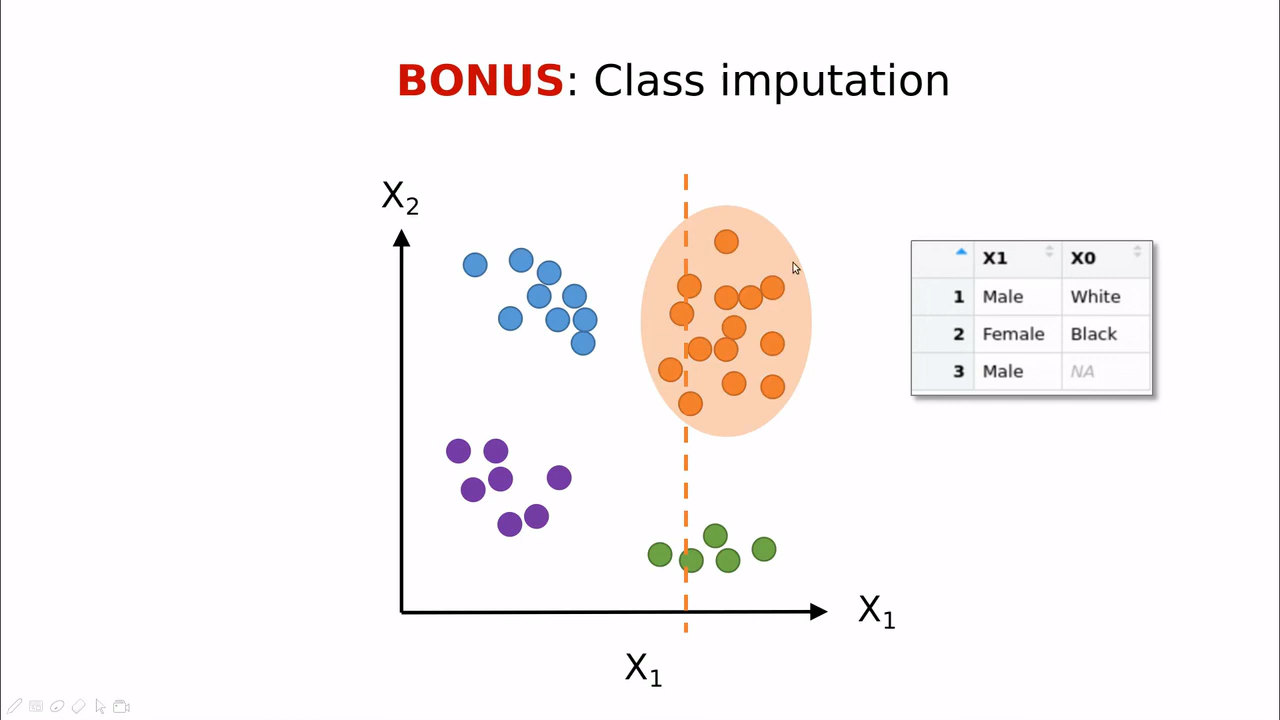 BONUS: Class imputation
X2
X1 X0
1 Male White
2 Female Black
3 Male NA
X1
X1